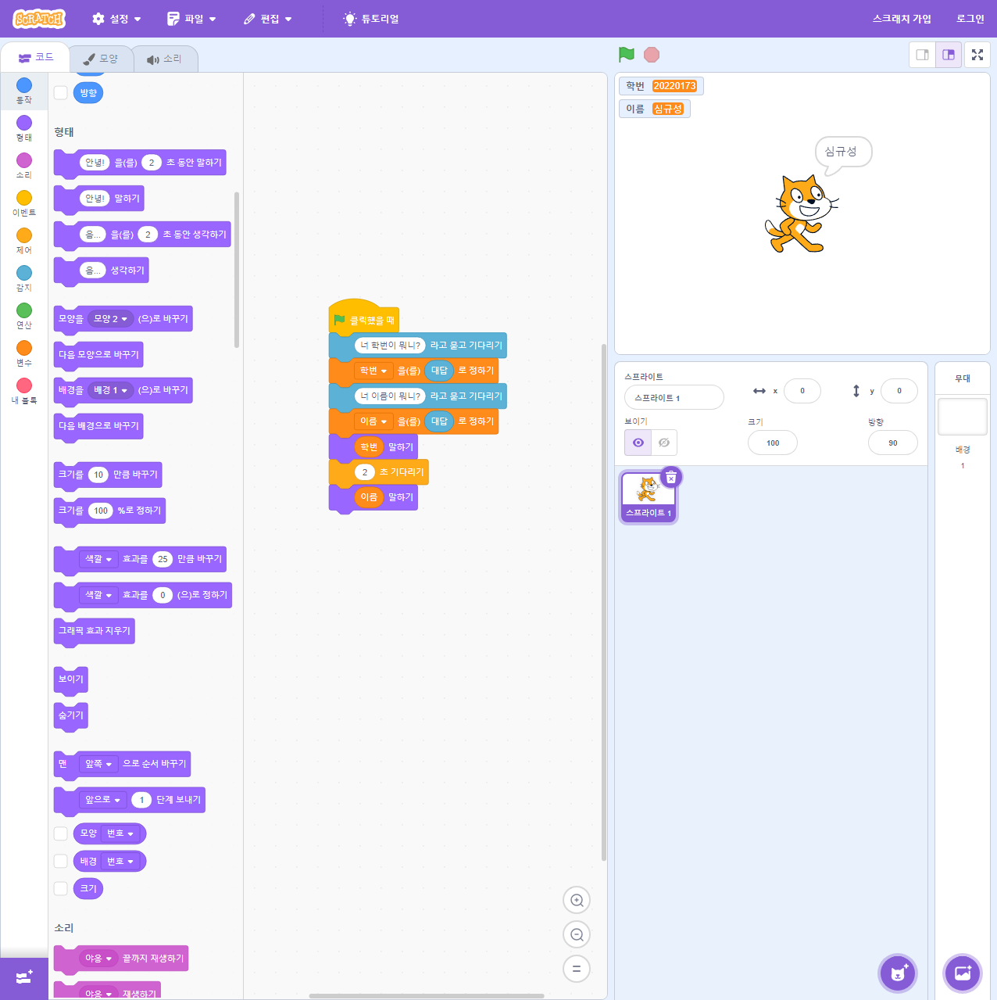 SCRATCH 설정 파일 편집 튜토리얼 스크래치 가입 로그인
코드 모양 소리
동작
형태
소리
이벤트
제어
감지
연산
변수
내 블록
방향
형태
안녕! 을(를) 2 초 동안 말하기
안녕! 말하기
음... 을(를) 2 초 동안 생각하기
음... 생각하기
모양을 모양 2 (으)로 바꾸기
다음 모양으로 바꾸기
배경을 배경 1 (으)로 바꾸기
다음 배경으로 바꾸기
크기를 10 만큼 바꾸기
크기를 100 %로 정하기
색깔 효과를 25 만큼 바꾸기
색깔 효과를 0 (으)로 정하기
그래픽 효과 지우기
보이기
숨기기
맨 앞쪽 으로 순서 바꾸기
앞으로 1 단계 보내기
모양 번호
배경 번호
크기
소리
야옹 끝까지 재생하기
야옹 재생하기
클릭했을 때
너 학번이 뭐니? 라고 묻고 기다리기
학번 을(를) 대답 로 정하기
너 이름이 뭐니? 라고 묻고 기다리기
이름 을(를) 대답 로 정하기
학번 말하기
2 초 기다리기
이름 말하기
학번 20220173
이름 심규성
심규성
스프라이트
스프라이트 1
x 0
y 0
보이기
크기
100
방향
90
스프라이트 1
무대
배경
1